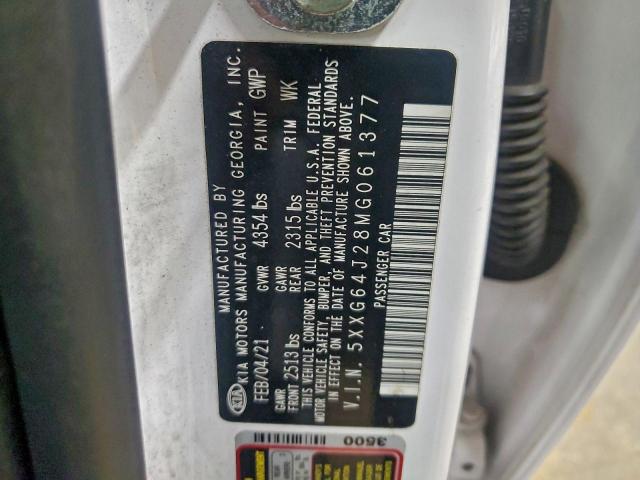 MANUFACTURED BY
KIA KIA MOTORS MANUFACTURING GEORGIA, INC.
FEB/04/21 GVWR 4354 lbs PAINT GWP
GAWR FRONT 2513 lbs GAWR REAR 2315 lbs TRIM WK
THIS VEHICLE CONFORMS TO ALL APPLICABLE U.S.A. FEDERAL
MOTOR VEHICLE SAFETY, BUMPER, AND THEFT PREVENTION STANDARDS
IN EFFECT ON THE DATE OF MANUFACTURE SHOWN ABOVE.
V.I.N. 5XXG64J28MG061377
PASSENGER CAR
3500